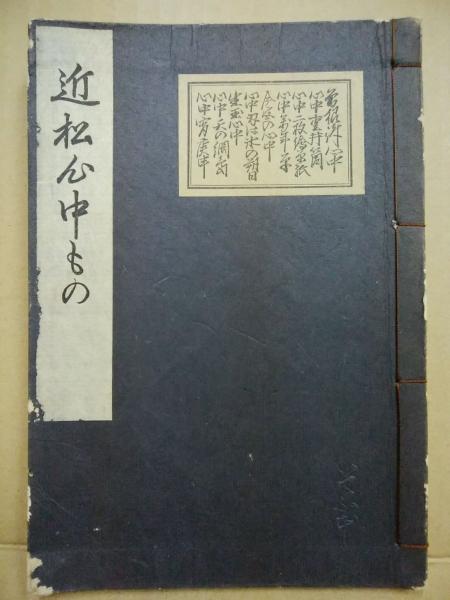 近松心中もの
曽根崎心中
心中重井筒
心中二枚繪草紙
心中萬年草
今宮の心中
心中刃は氷の朔日
生玉心中
心中天の網島
心中宵庚申